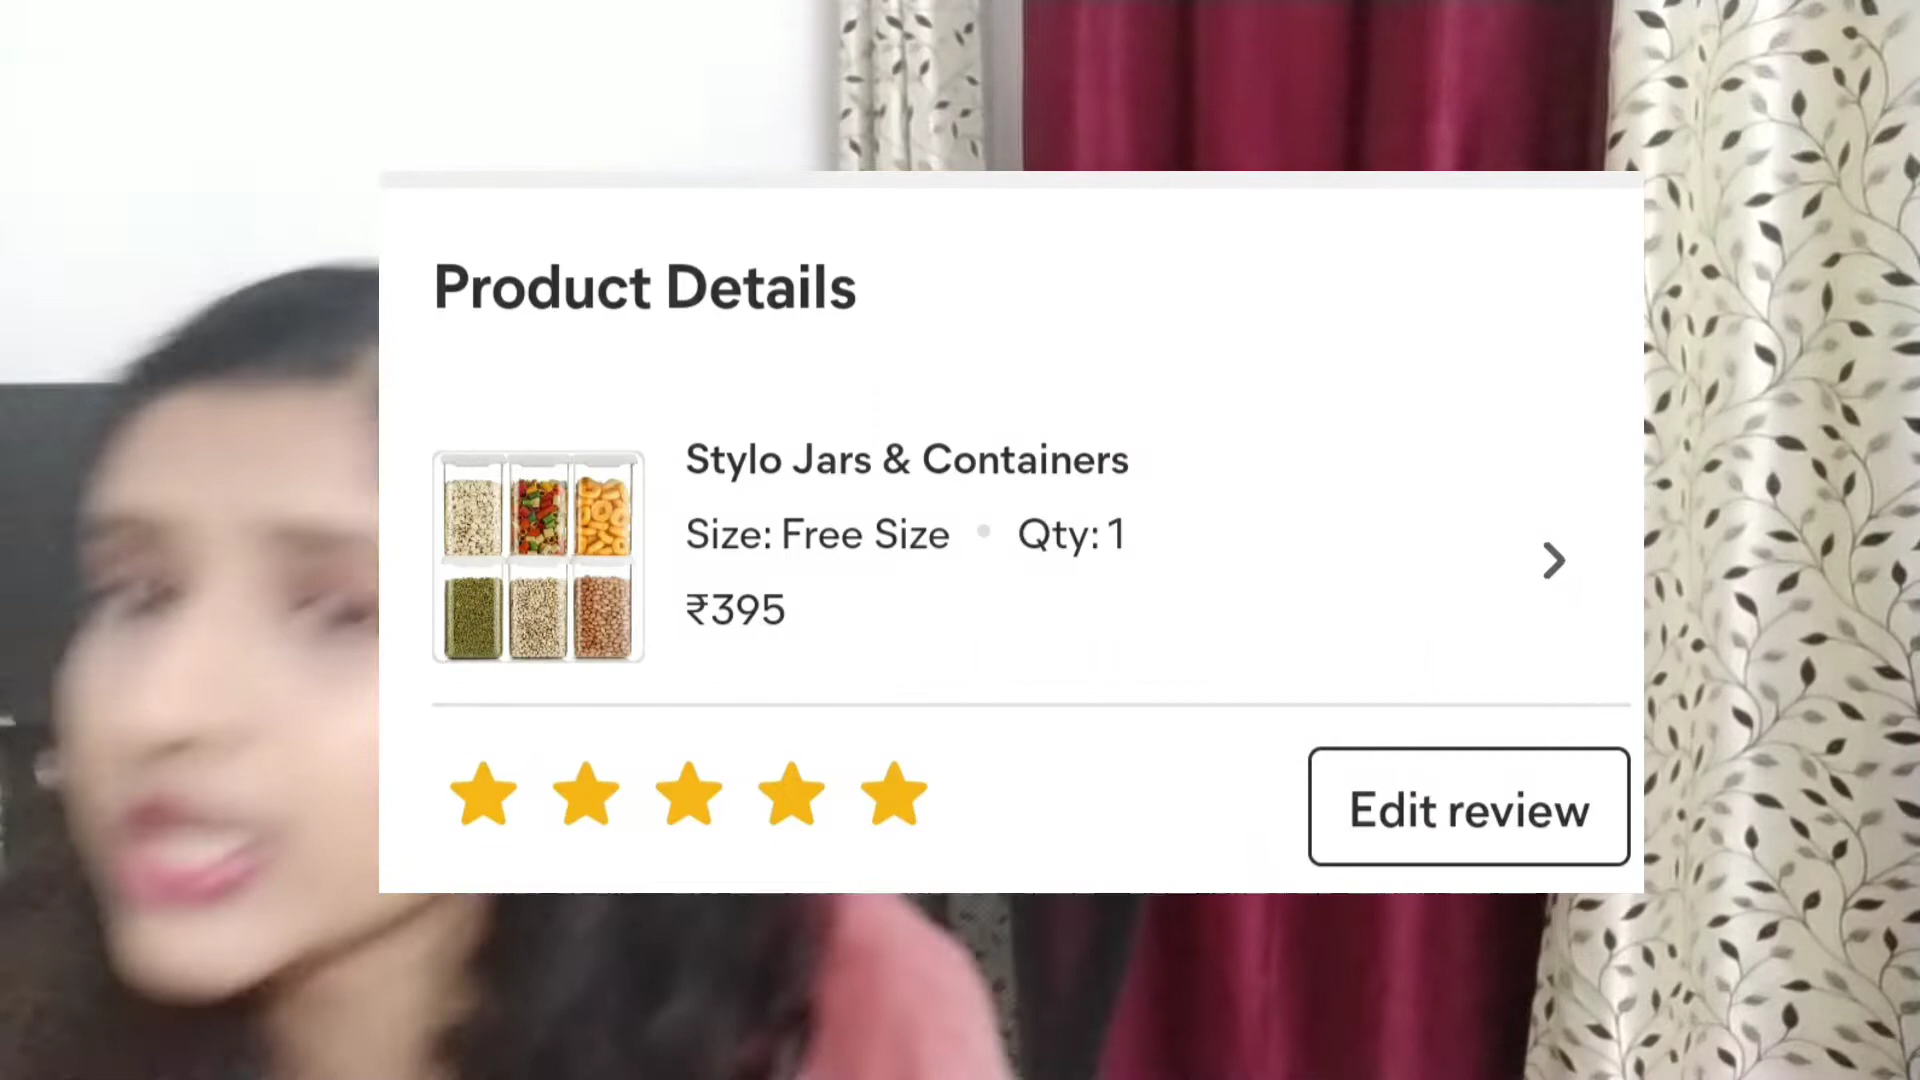 Product Details
Stylo Jars & Containers
Size: Free Size • Qty: 1
₹395
Edit review